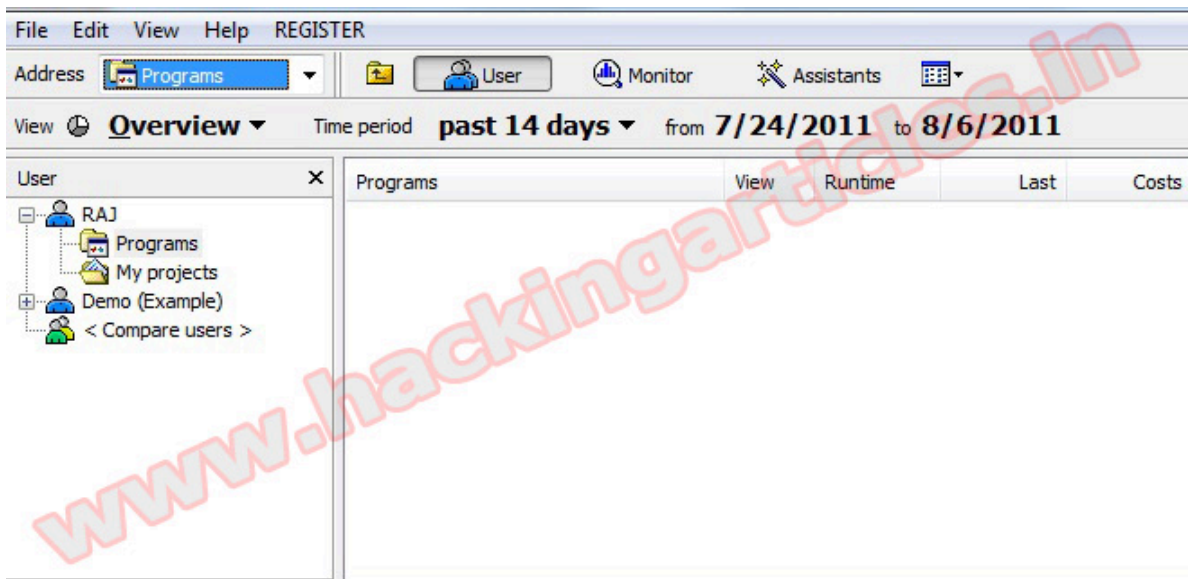 File Edit View Help REGISTER
Address Programs User Monitor Assistants
View Overview Time period past 14 days from 7/24/2011 to 8/6/2011
User Programs View Runtime Last Costs
RAJ
Programs
My projects
Demo (Example)
< Compare users >
www.hackingarticles.in